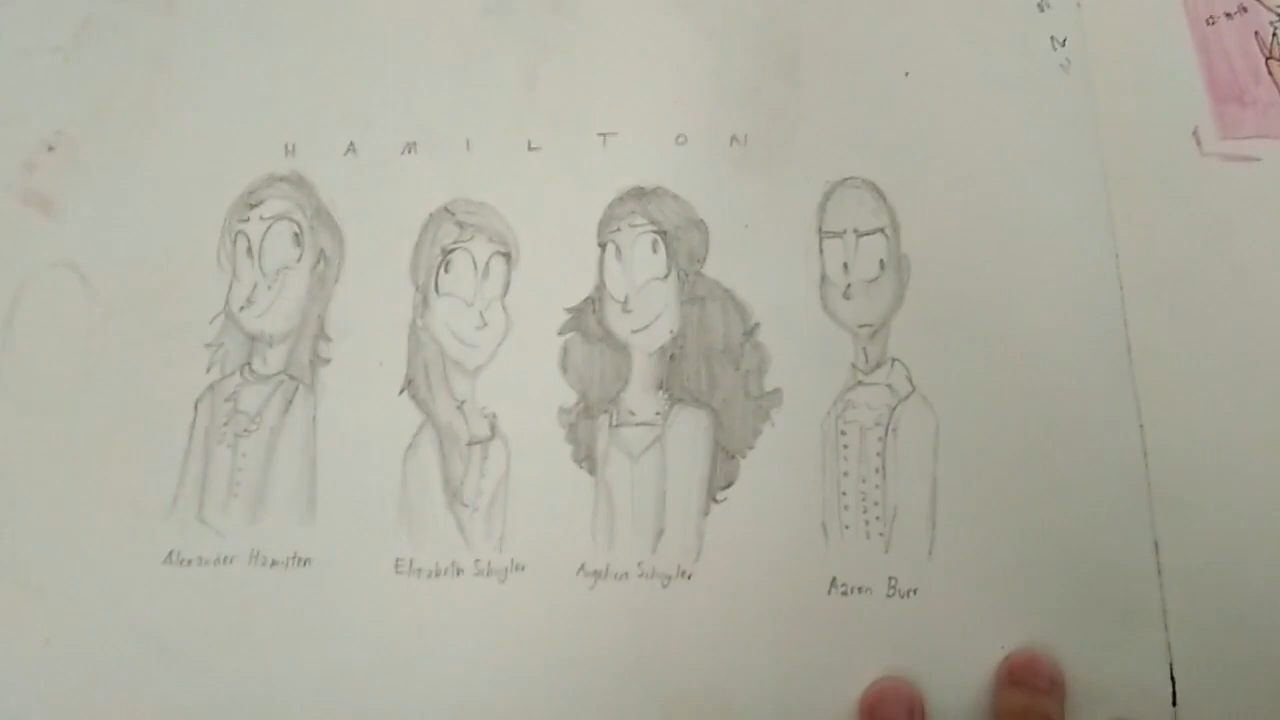 H A M I L T O N
Alexander Hamilton
Elizabeth Schuyler
Angelica Schuyler
Aaron Burr